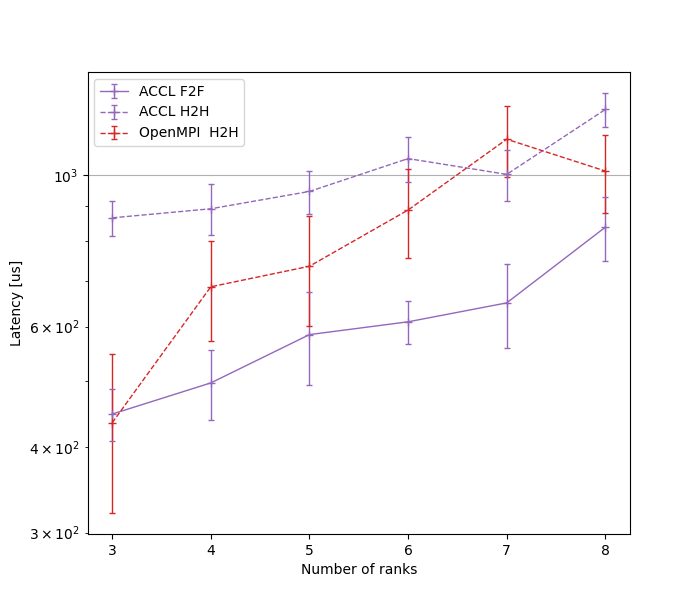 ACCL F2F
ACCL H2H
OpenMPI  H2H
10³
6 × 10²
4 × 10²
3 × 10²
Latency [us]
3 4 5 6 7 8
Number of ranks